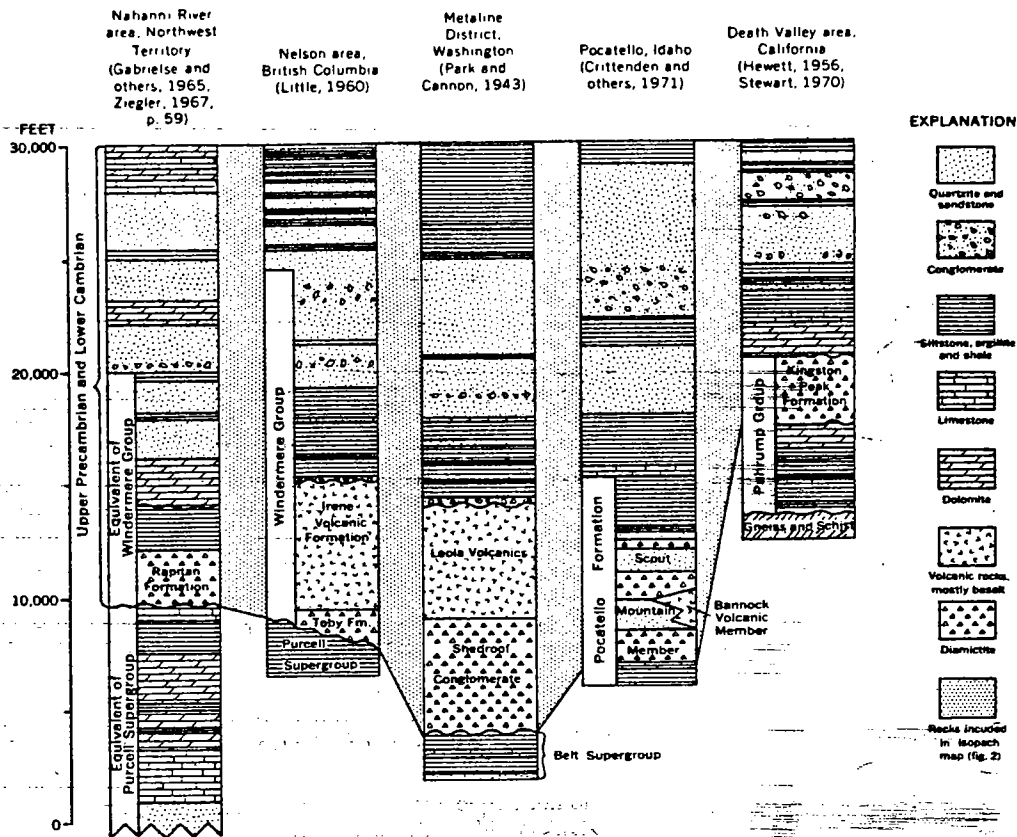 Nahanni River
area, Northwest
Territory
(Gabrielse and
others, 1965,
Ziegler, 1967,
p. 59)
Nelson area,
British Columbia
(Little, 1960)
Metaline
District,
Washington
(Park and
Cannon, 1943)
Pocatello, Idaho
(Crittenden and
others, 1971)
Death Valley area,
California
(Hewett, 1956,
Stewart, 1970)
FEET
30,000
20,000
10,000
0
Upper Precambrian and Lower Cambrian
Equivalent of
Windermere Group
Equivalent of
Purcell Supergroup
Rapitan
Formation
Windermere Group
Irene
Volcanic
Formation
Toby Fm.
Purcell
Supergroup
Leola Volcanics
Shedroof
Conglomerate
Belt Supergroup
Pocatello Formation
Scout
Mountain
Member
Bannock
Volcanic
Member
Pahrump Group
Kingston
Peak
Formation
Gneiss and Schist
EXPLANATION
Quartzite and
sandstone
Conglomerate
Siltstone, argillite
and shale
Limestone
Dolomite
Volcanic rocks,
mostly basalt
Diamictite
Rocks incuded
in isopach
map (fig. 2)